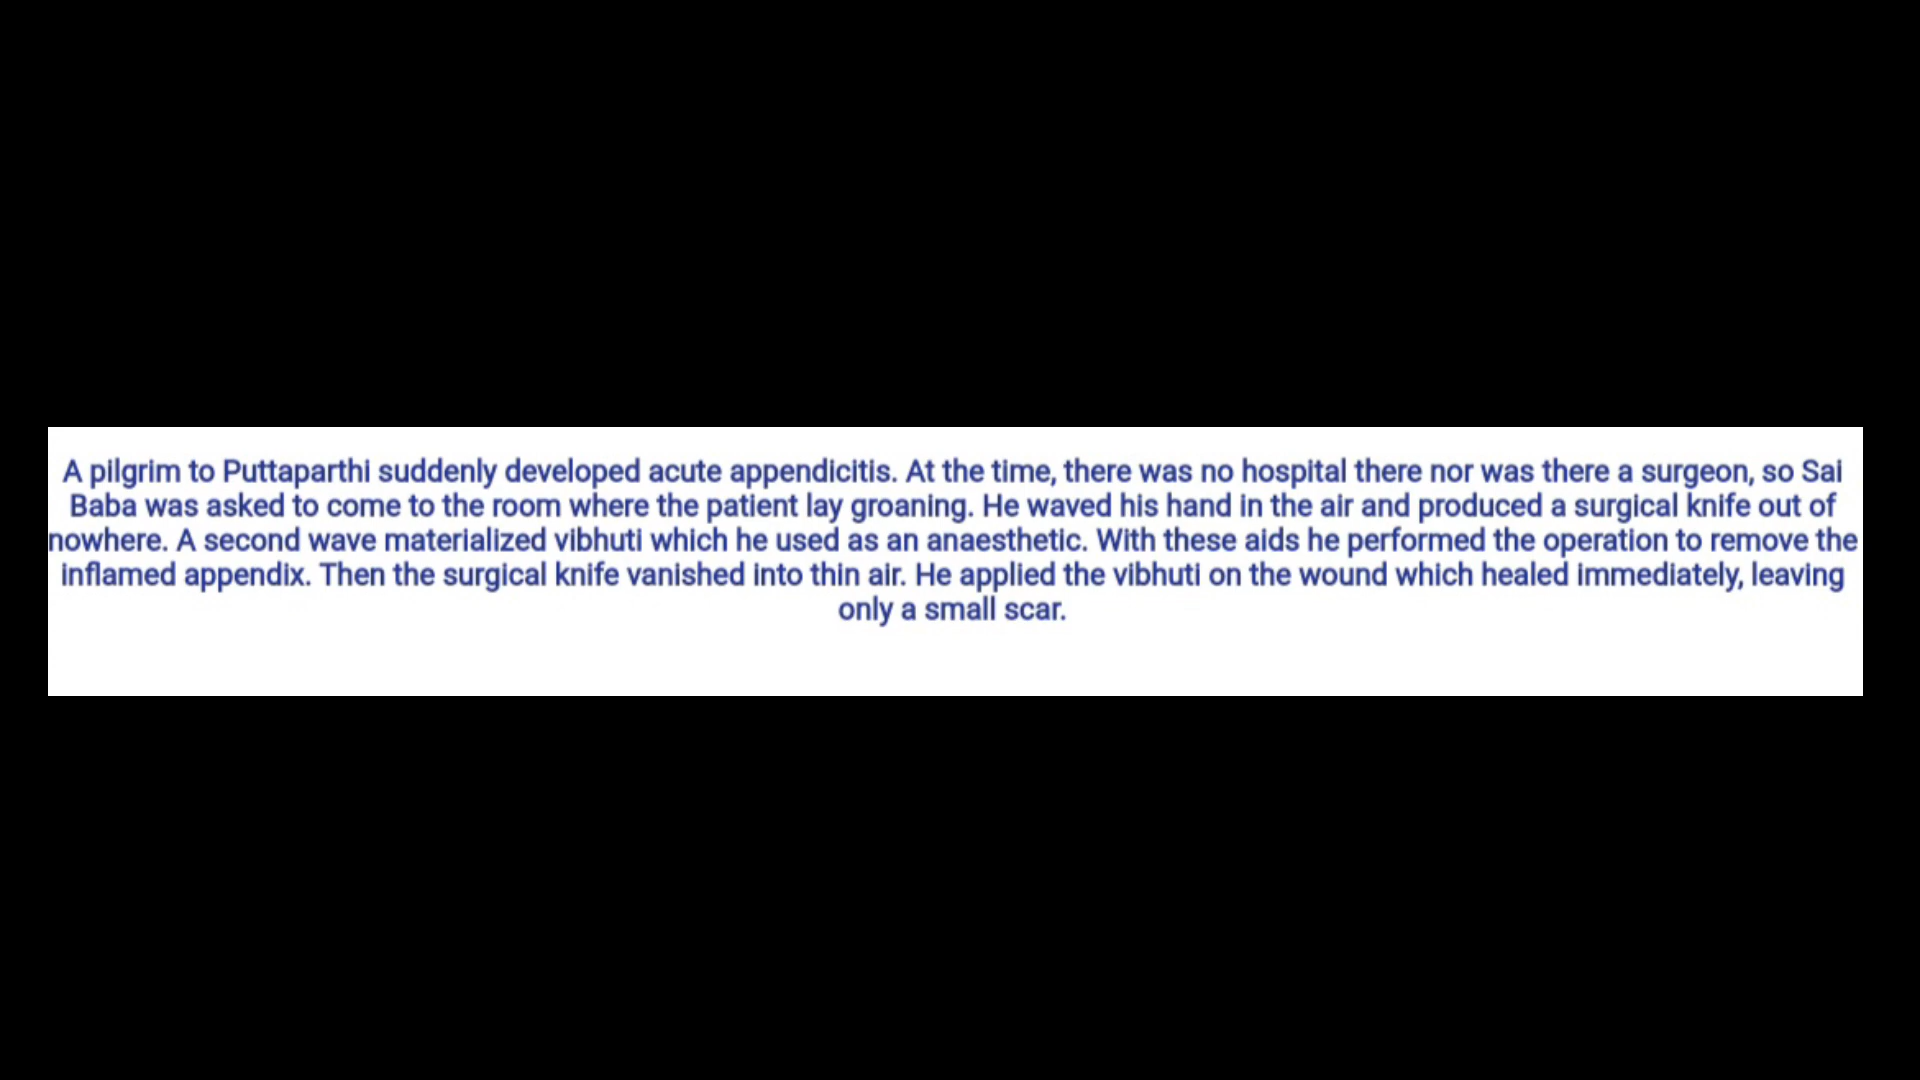 A pilgrim to Puttaparthi suddenly developed acute appendicitis. At the time, there was no hospital there nor was there a surgeon, so Sai
Baba was asked to come to the room where the patient lay groaning. He waved his hand in the air and produced a surgical knife out of
nowhere. A second wave materialized vibhuti which he used as an anaesthetic. With these aids he performed the operation to remove the
inflamed appendix. Then the surgical knife vanished into thin air. He applied the vibhuti on the wound which healed immediately, leaving
only a small scar.